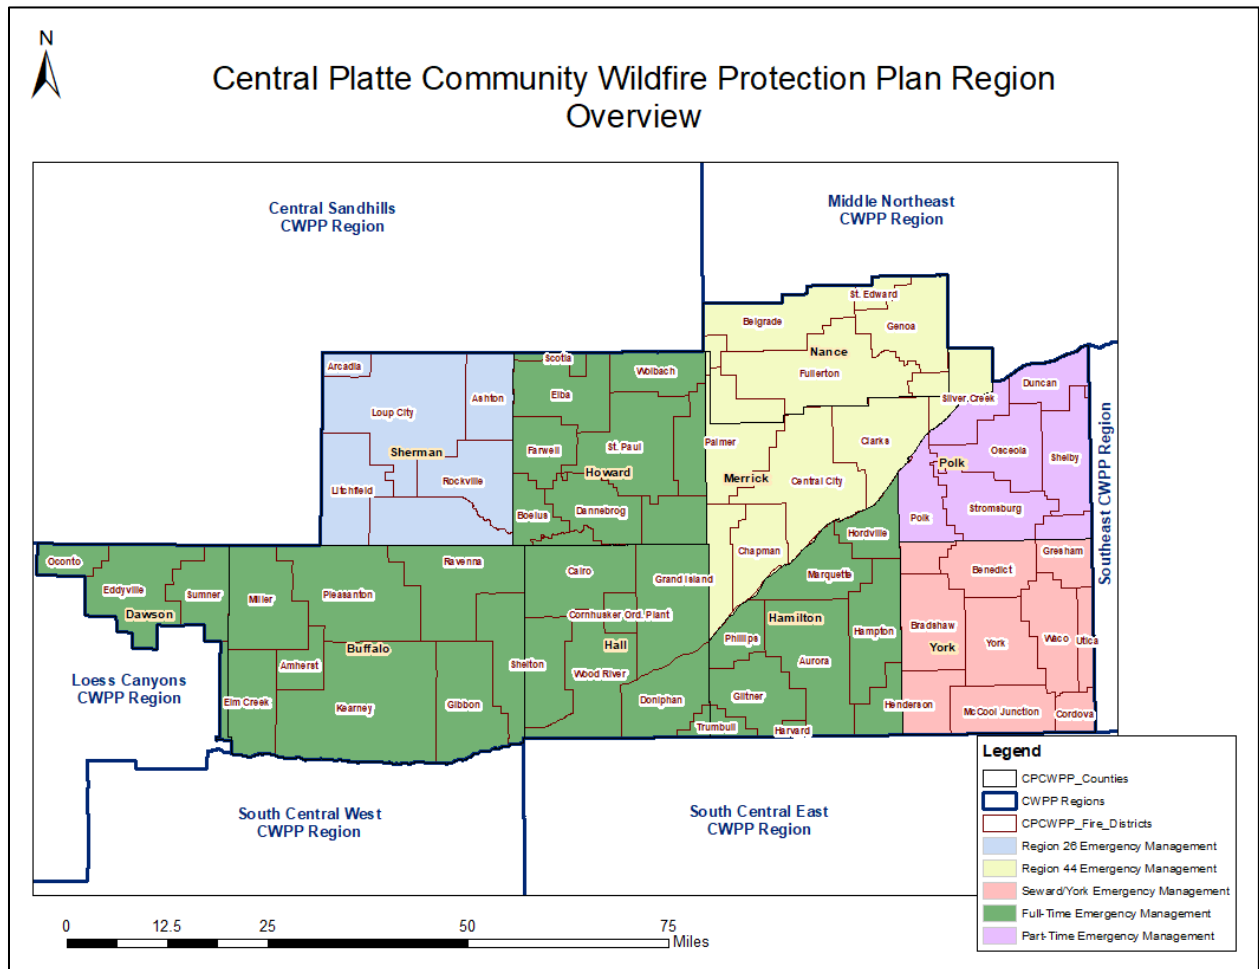 N
Central Platte Community Wildfire Protection Plan Region
Overview
Central Sandhills
CWPP Region
Middle Northeast
CWPP Region
St. Edward
Belgrade
Genoa
Nance
Fullerton
Scotia
Wolbach
Arcadia
Elba
Ashton
Loup City
Duncan
Silver Creek
Palmer
Clarks
Farwell
St. Paul
Sherman
Osceola
Shelby
Polk
Howard
Merrick
Central City
Rockville
Litchfield
Boelus
Dannebrog
Polk
Stromsburg
Southeast CWPP Region
Hordville
Chapman
Gresham
Oconto
Ravenna
Benedict
Cairo
Grand Island
Marquette
Eddyville
Sumner
Miller
Pleasanton
Dawson
Cornhusker Ord. Plant
Hamilton
Bradshaw
Hampton
Phillips
York
Waco
Utica
Buffalo
Hall
York
Amherst
Shelton
Wood River
Aurora
Loess Canyons
CWPP Region
Elm Creek
Kearney
Gibbon
Doniphan
Giltner
Henderson
McCool Junction
Cordova
Trumbull
Harvard
South Central West
CWPP Region
South Central East
CWPP Region
Legend
CPCWPP_Counties
CWPP Regions
CPCWPP_Fire_Districts
Region 26 Emergency Management
Region 44 Emergency Management
Seward/York Emergency Management
Full-Time Emergency Management
Part-Time Emergency Management
0 12.5 25 50 75
Miles